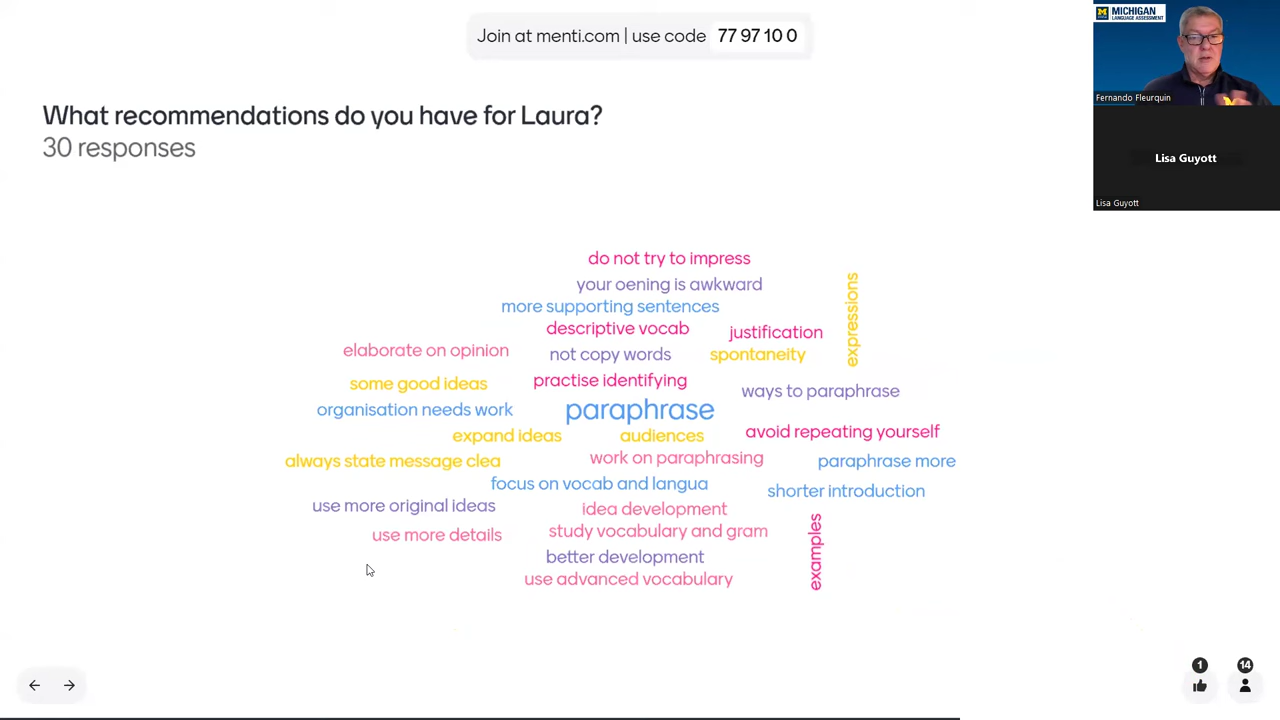 Join at menti.com | use code 77 97 10 0
MICHIGAN
LANGUAGE ASSESSMENT
Fernando Fleurquin
Lisa Guyott
Lisa Guyott
What recommendations do you have for Laura?
30 responses
do not try to impress
your oening is awkward
more supporting sentences
expressions
descriptive vocab
justification
elaborate on opinion
not copy words
spontaneity
some good ideas
practise identifying
ways to paraphrase
organisation needs work
paraphrase
expand ideas
audiences
avoid repeating yourself
always state message clea
work on paraphrasing
paraphrase more
focus on vocab and langua
shorter introduction
use more original ideas
idea development
use more details
study vocabulary and gram
examples
better development
use advanced vocabulary
1
14